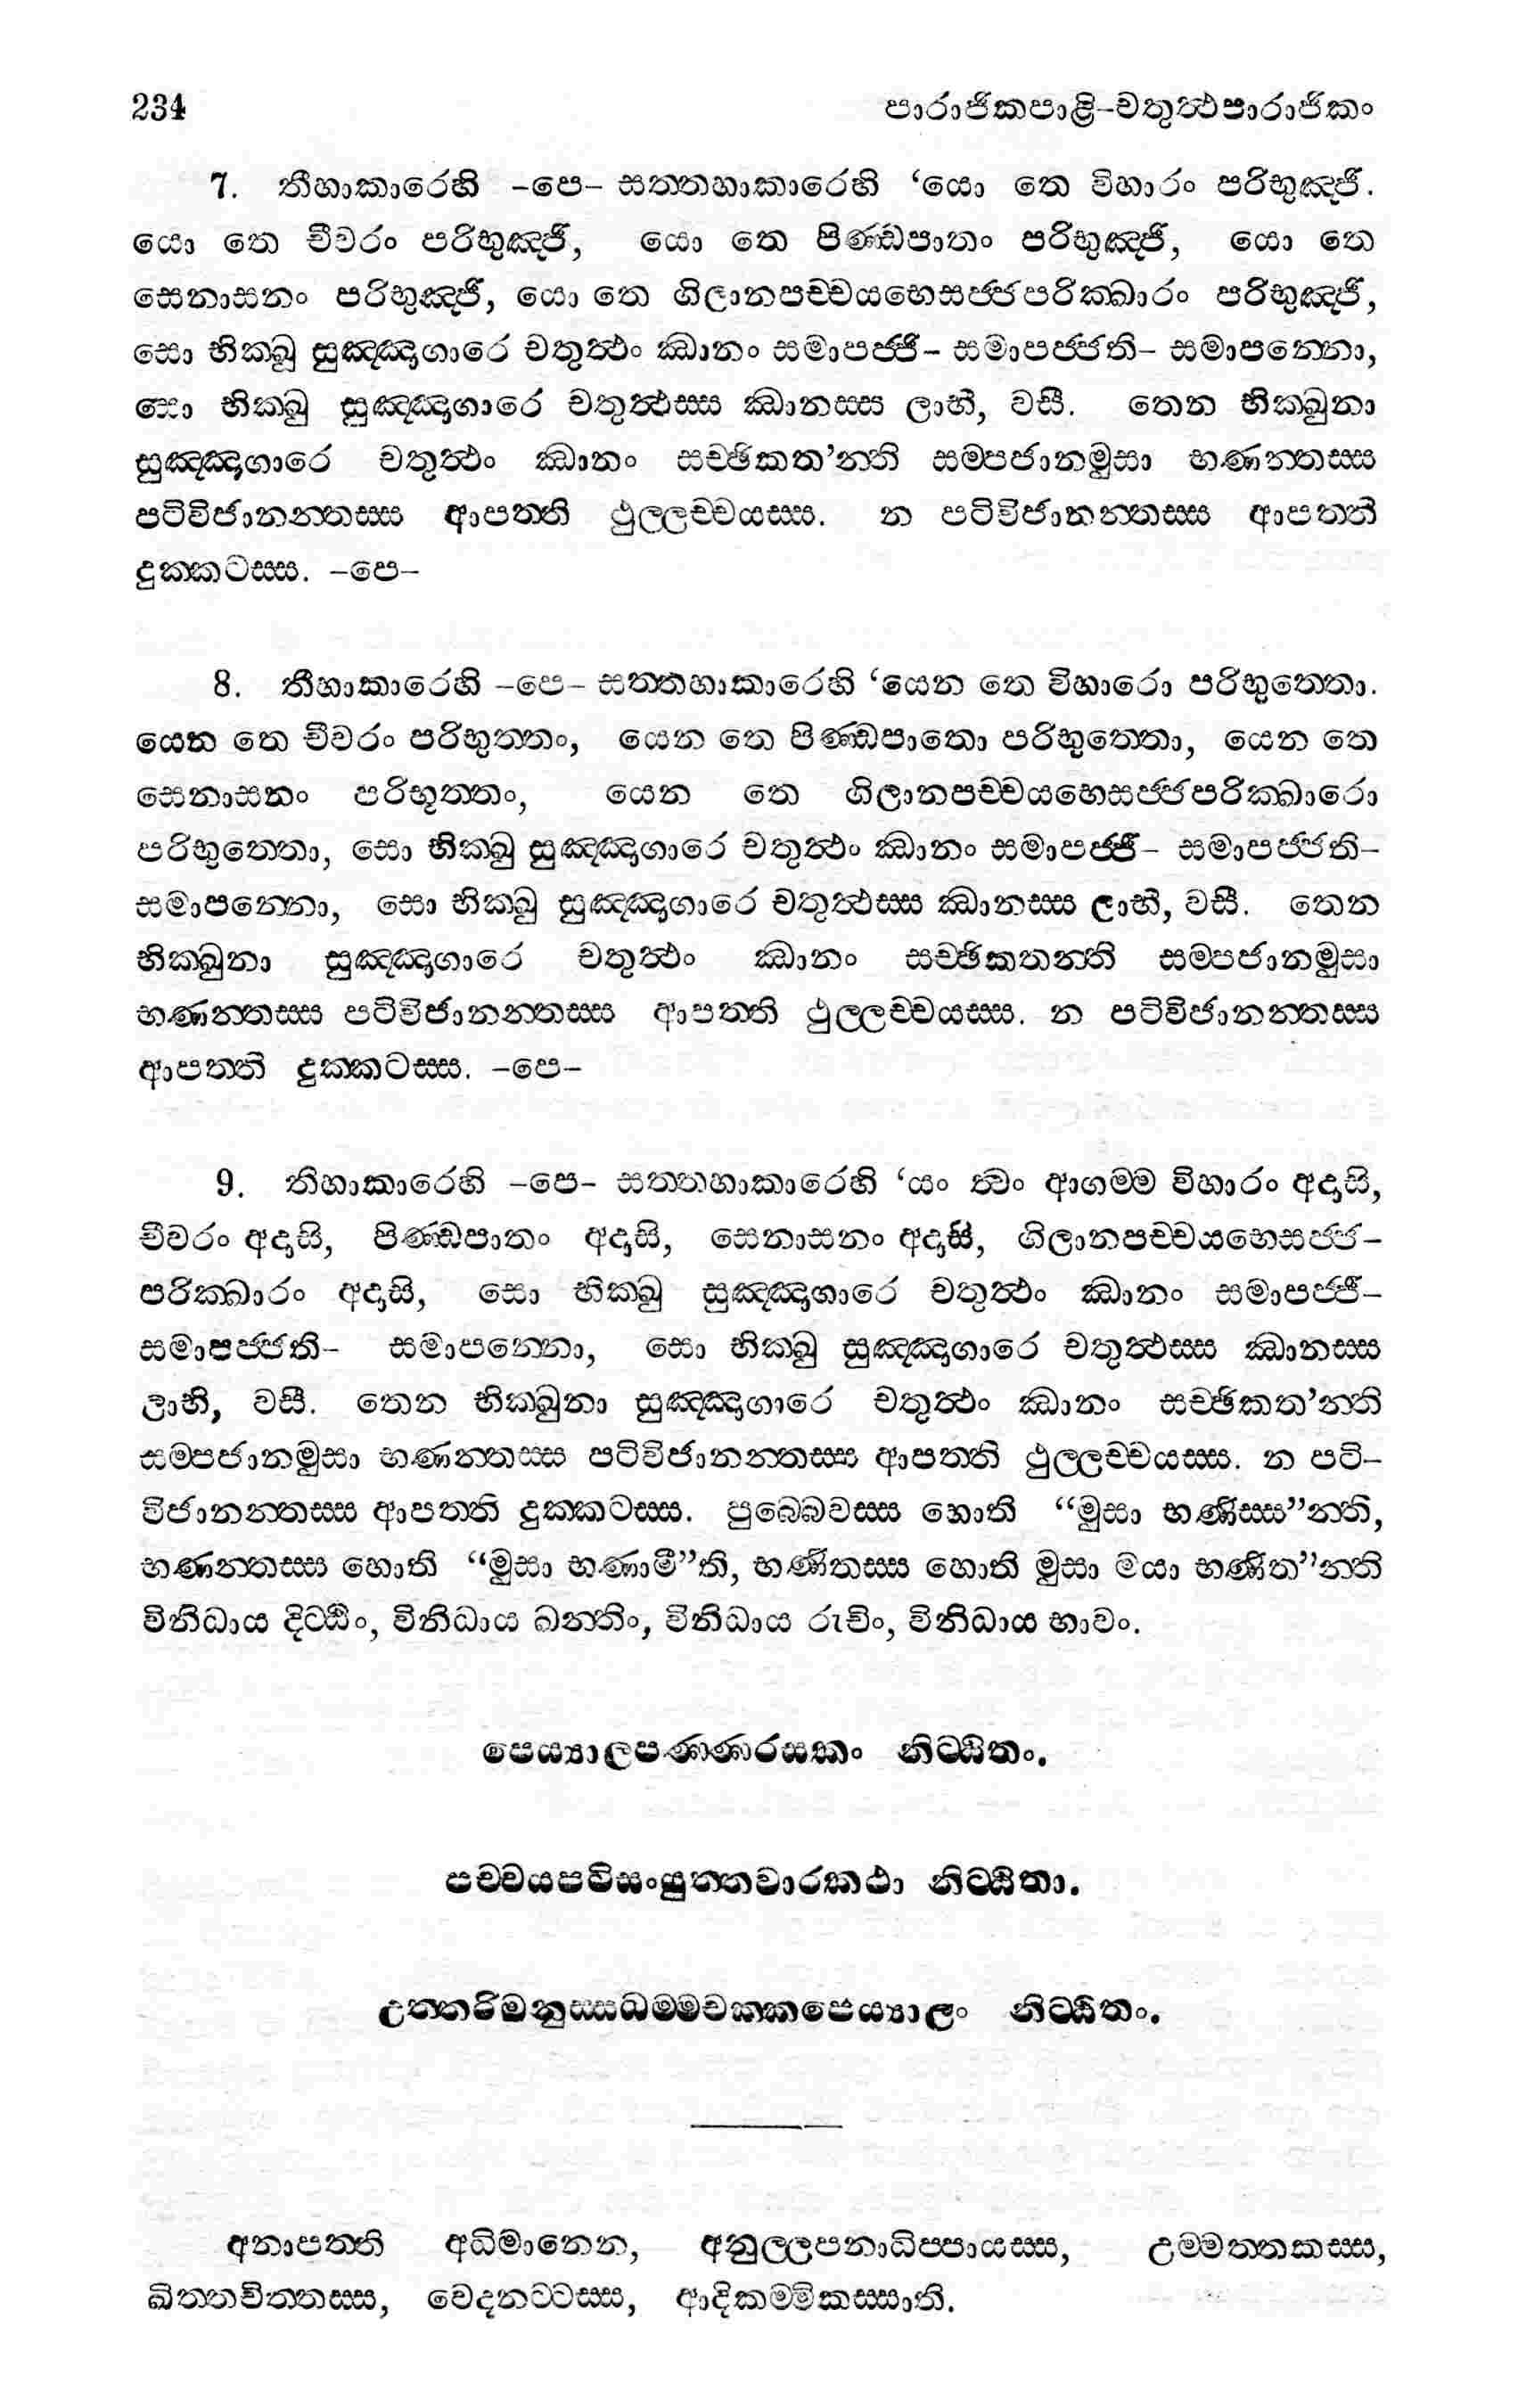 234 පාරාජිකපාළි-චතුත්‍ථපාරාජිකං
7. තීහාකාරෙහි -පෙ- සත්තහාකාරෙහි ‘යො තෙ විහාරං පරිභුඤ්ජි.
යො තෙ චීවරං පරිභුඤ්ජි, යො තෙ පිණ්ඩපාතං පරිභුඤ්ජි, යො තෙ
සෙනාසනං පරිභුඤ්ජි, යො තෙ ගිලානපච්චයභෙසජ්ජපරික්ඛාරං පරිභුඤ්ජි,
සො භික්ඛූ සුඤ්ඤාගාරෙ චතුත්‍ථං ඣානං සමාපජ්ජි- සමාපජ්ජති- සමාපන්නො,
සො භික්ඛු සුඤ්ඤාගාරෙ චතුත්‍ථස්ස ඣානස්ස ලාභී, වසී. තෙන භික්ඛුනා
සුඤ්ඤාගාරෙ චතුත්‍ථං ඣානං සච්ඡිකත’න්ති සම්පජානමුසා භණන්තස්ස
පටිවිජානන්තස්ස ආපත්ති ථුල්ලච්චයස්ස. න පටිවිජානන්තස්ස ආපත්ති
දුක්කටස්ස. -පෙ-
8. තීහාකාරෙහි -පෙ- සත්තහාකාරෙහි ‘යෙන තෙ විහාරො පරිභුත්තො.
යෙන තෙ චීවරං පරිභුත්තං, යෙන තෙ පිණ්ඩපාතො පරිභුත්තො, යෙන තෙ
සෙනාසනං පරිභූත්තං, යෙන තෙ ගිලානපච්චයභෙසජ්ජපරික්ඛාරො
පරිභුත්තො, සො භික්ඛු සුඤ්ඤාගාරෙ චතුත්‍ථං ඣානං සමාපජ්ජී- සමාපජ්ජති-
සමාපන්නො, සො භික්ඛු සුඤ්ඤාගාරෙ චතුත්‍ථස්ස ඣානස්ස ලාභී, වසී. තෙන
භික්ඛුනා සුඤ්ඤාගාරෙ චතුත්‍ථං ඣානං සච්ඡිකතන්ති සම්පජානමුසා
භණන්තස්ස පටිවිජානන්තස්ස ආපත්ති ථුල්ලච්චයස්ස. න පටිවිජානන්තස්ස
ආපත්ති දුක්කටස්ස. -පෙ-
9. තිහාකාරෙහි -පෙ- සත්තහාකාරෙහි ‘යං ත්‍වං ආගම්ම විහාරං අදාසි,
චීවරං අදාසි, පිණ්ඩපාතං අදාසි, සෙනාසනං අදාසි, ගිලානපච්චයභෙසජ්ජ-
පරික්ඛාරං අදාසි, සො භික්ඛු සුඤ්ඤාගාරෙ චතුත්‍ථං ඣානං සමාපජ්ජී-
සමාපජ්ජති- සමාපන්නො, සො භික්ඛු සුඤ්ඤාගාරෙ චතුත්‍ථස්ස ඣානස්ස
ලාභි, වසී. තෙන භික්ඛුනා සුඤ්ඤාගාරෙ චතුත්‍ථං ඣානං සච්ඡිකත’න්ති
සම්පජානමුසා භණන්තස්ස පටිවිජානන්තස්ස ආපත්ති ථුල්ලච්චයස්ස. න පටි-
විජානන්තස්ස ආපත්ති දුක්කටස්ස. පුබ්බෙවස්ස හොති “මුසා භණිස්ස”න්ති,
භණන්තස්ස හොති “මුසා භණාමී”ති, භණිතස්ස හොති මුසා මයා භණිත”න්ති
විනිධාය දිට්ඨිං, විනිධාය ඛන්තිං, විනිධාය රුචිං, විනිධාය භාවං.
පෙය්‍යාලපණ්ණරසකං නිට්ඨිතං.
පච්චයපටිසංයුත්තවාරකථා නිට්ඨිතා.
උත්තරිමනුස්සධම්මචක්කපෙය්‍යාලං නිට්ඨිතං.
අනාපත්ති අධිමානෙන, අනුල්ලපනාධිප්පායස්ස, උම්මත්තකස්ස,
ඛිත්තචිත්තස්ස, වෙදනට්ටස්ස, ආදිකම්මිකස්සාති.